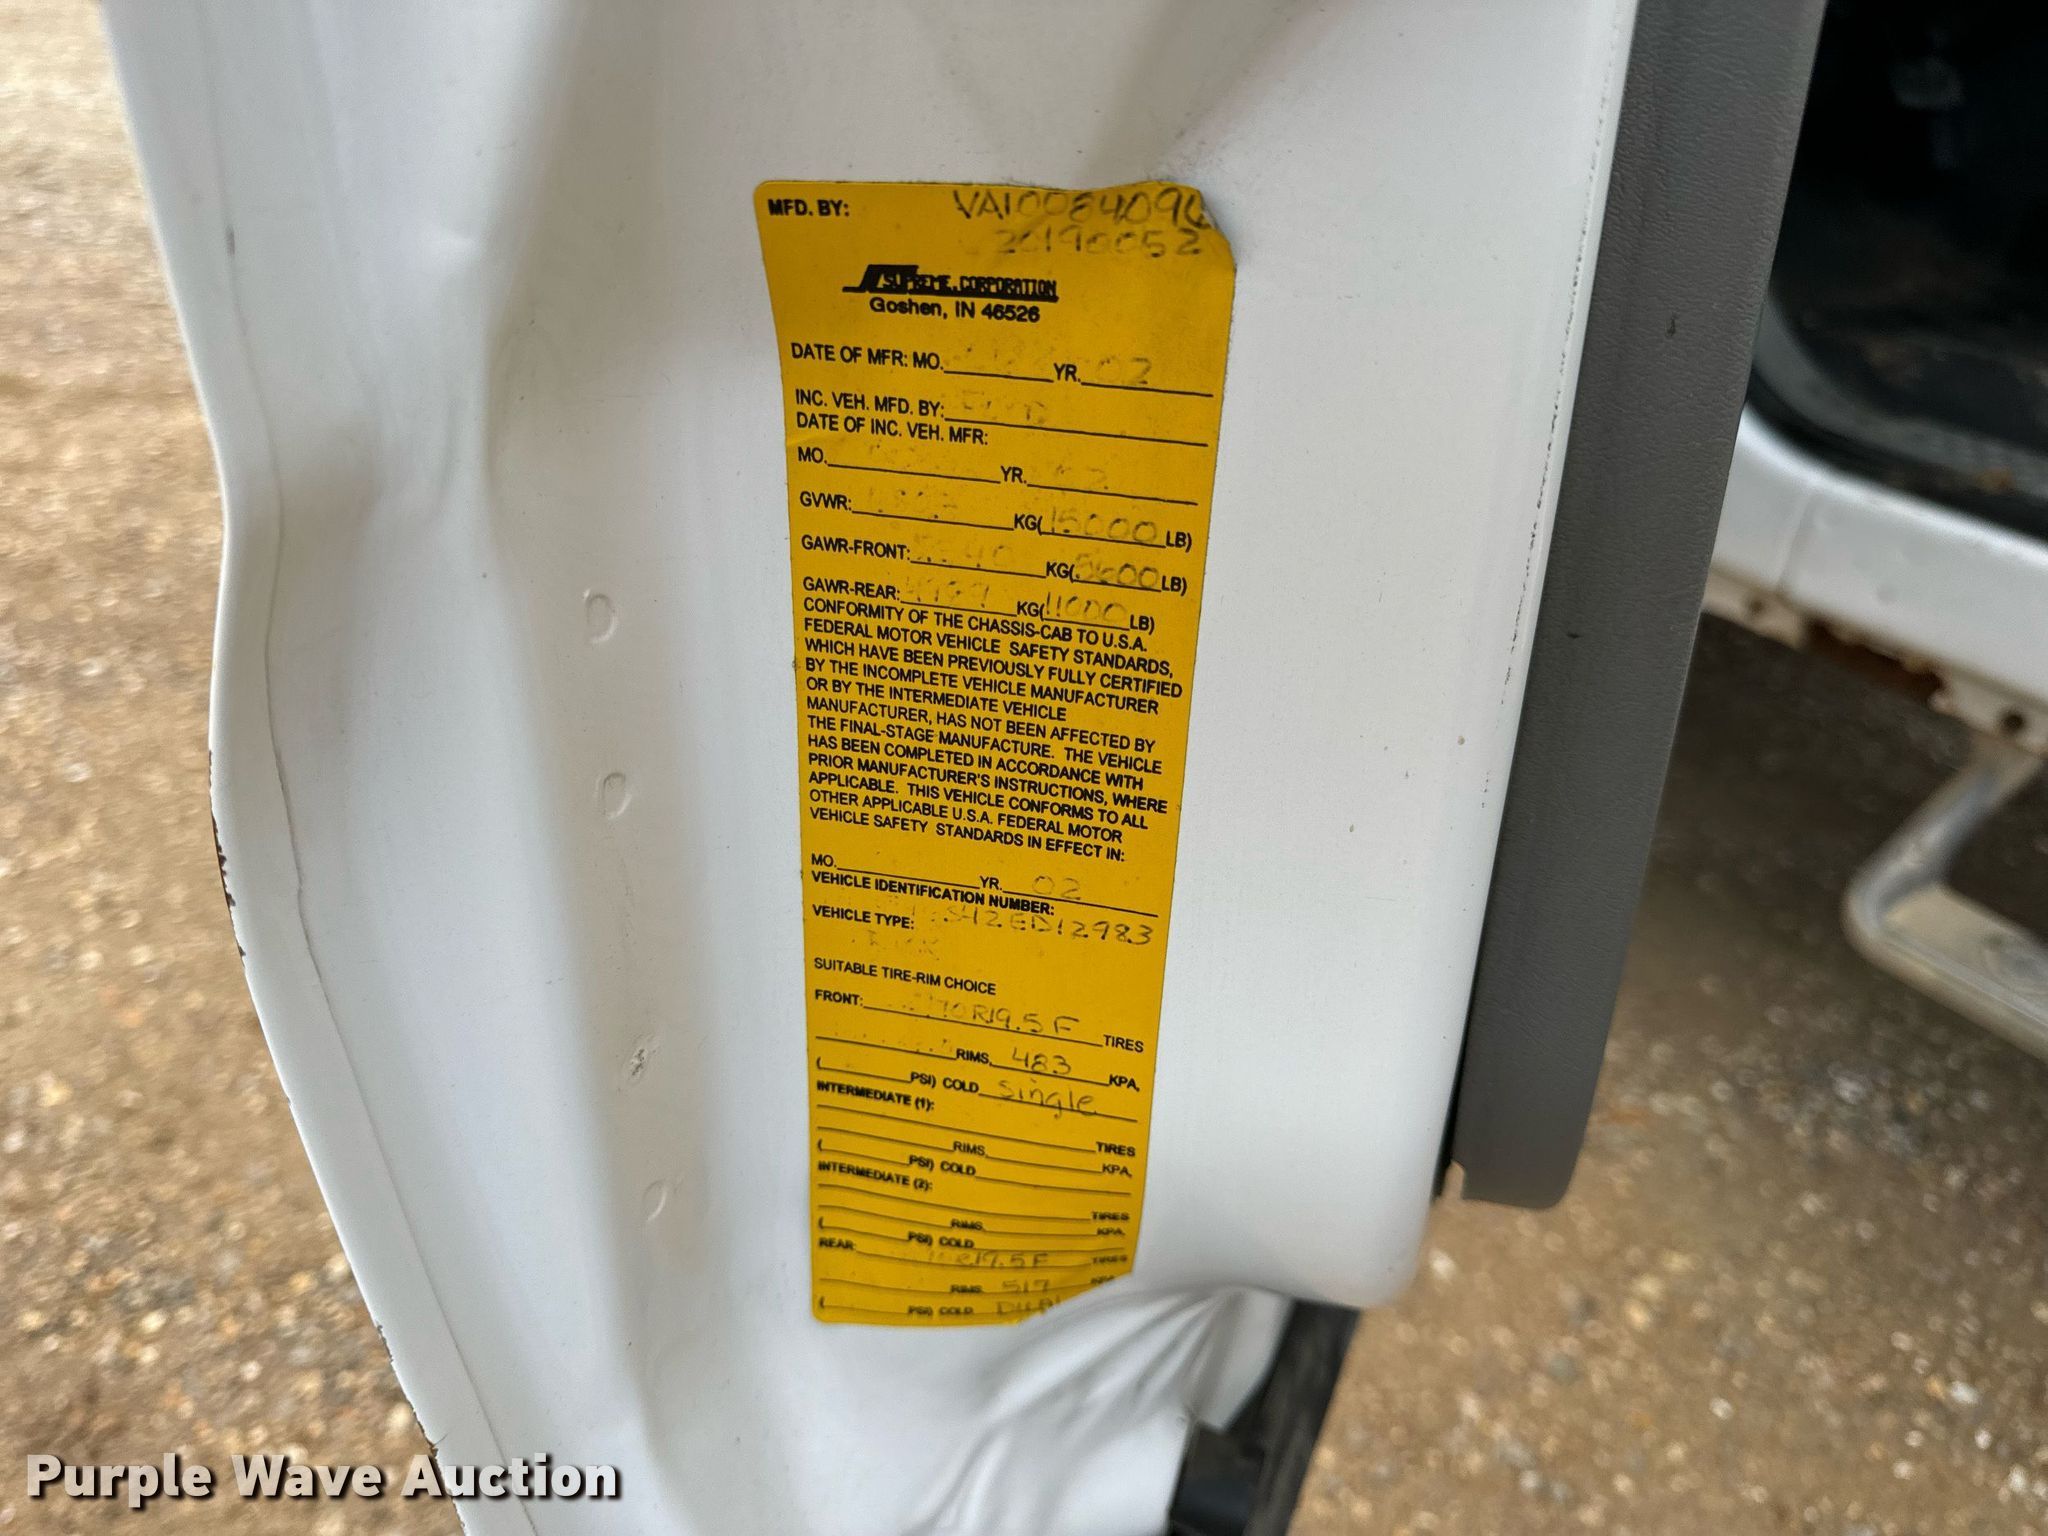 MFD. BY:
20190052
SUPREME CORPORATION
Goshen, IN 46526
DATE OF MFR: MO. YR. 02
INC. VEH. MFD. BY:
DATE OF INC. VEH. MFR:
MO. YR.
GVWR: KG( 15000 LB)
GAWR-FRONT: KG( 5600 LB)
GAWR-REAR: KG( 11000 LB)
CONFORMITY OF THE CHASSIS-CAB TO U.S.A.
FEDERAL MOTOR VEHICLE SAFETY STANDARDS,
WHICH HAVE BEEN PREVIOUSLY FULLY CERTIFIED
BY THE INCOMPLETE VEHICLE MANUFACTURER
OR BY THE INTERMEDIATE VEHICLE
MANUFACTURER, HAS NOT BEEN AFFECTED BY
THE FINAL-STAGE MANUFACTURE. THE VEHICLE
HAS BEEN COMPLETED IN ACCORDANCE WITH
PRIOR MANUFACTURER'S INSTRUCTIONS, WHERE
APPLICABLE. THIS VEHICLE CONFORMS TO ALL
OTHER APPLICABLE U.S.A. FEDERAL MOTOR
VEHICLE SAFETY STANDARDS IN EFFECT IN:
MO. YR. 02
VEHICLE IDENTIFICATION NUMBER:
VEHICLE TYPE:
SUITABLE TIRE-RIM CHOICE
FRONT: TIRES
RIMS, 483 KPA,
( PSI) COLD Single
INTERMEDIATE (1):
TIRES
RIMS, KPA,
( PSI) COLD
INTERMEDIATE (2):
TIRES
RIMS KPA,
( PSI) COLD
REAR: TIRES
RIMS 517
( PSI) COLD
Purple Wave Auction